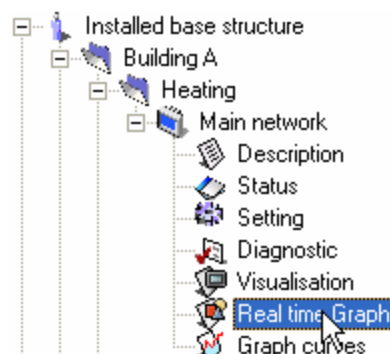 Installed base structure
Building A
Heating
Main network
Description
Status
Setting
Diagnostic
Visualisation
Real time Graph
Graph curves